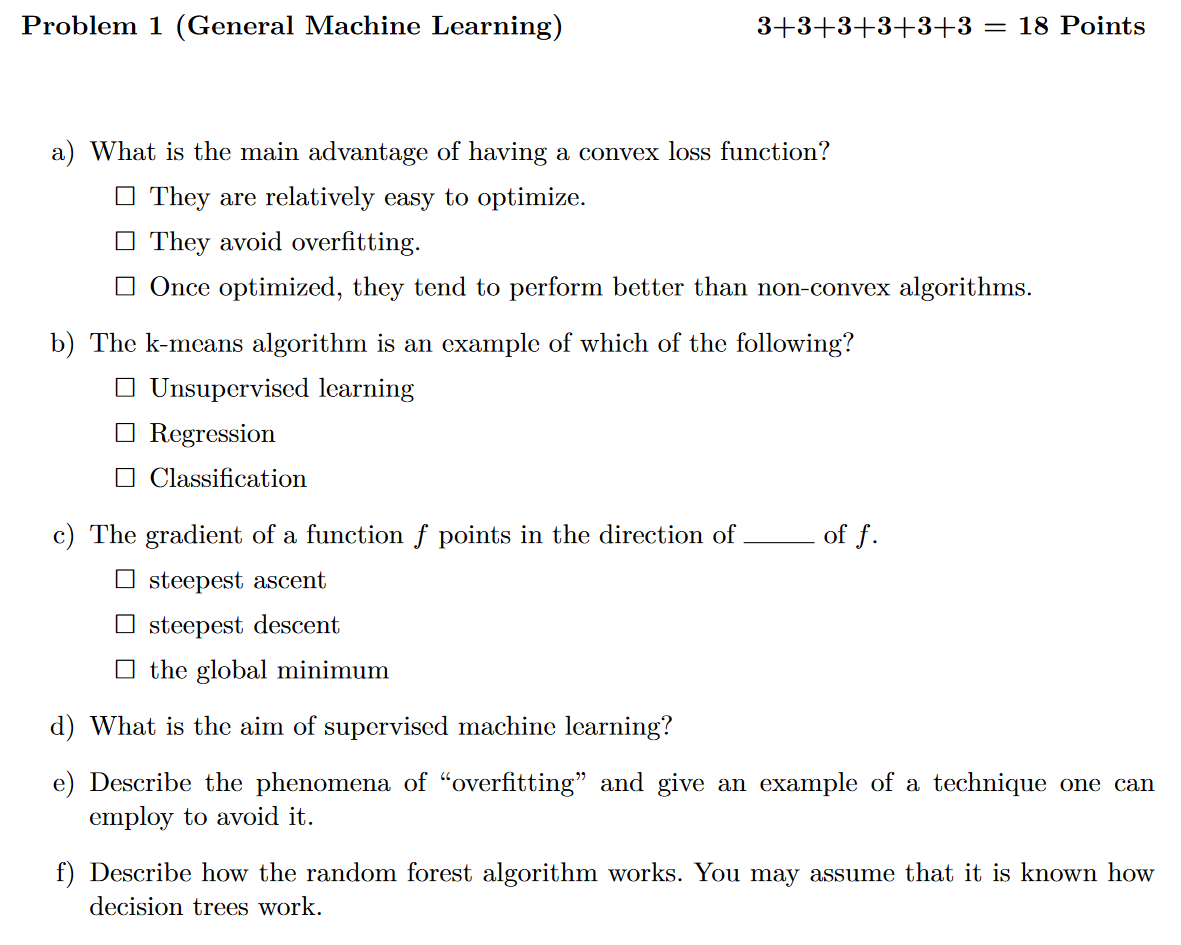 Problem 1 (General Machine Learning) 3+3+3+3+3+3 = 18 Points
a) What is the main advantage of having a convex loss function?
☐ They are relatively easy to optimize.
☐ They avoid overfitting.
☐ Once optimized, they tend to perform better than non-convex algorithms.
b) The k-means algorithm is an example of which of the following?
☐ Unsupervised learning
☐ Regression
☐ Classification
c) The gradient of a function f points in the direction of _____ of f.
☐ steepest ascent
☐ steepest descent
☐ the global minimum
d) What is the aim of supervised machine learning?
e) Describe the phenomena of “overfitting” and give an example of a technique one can
employ to avoid it.
f) Describe how the random forest algorithm works. You may assume that it is known how
decision trees work.